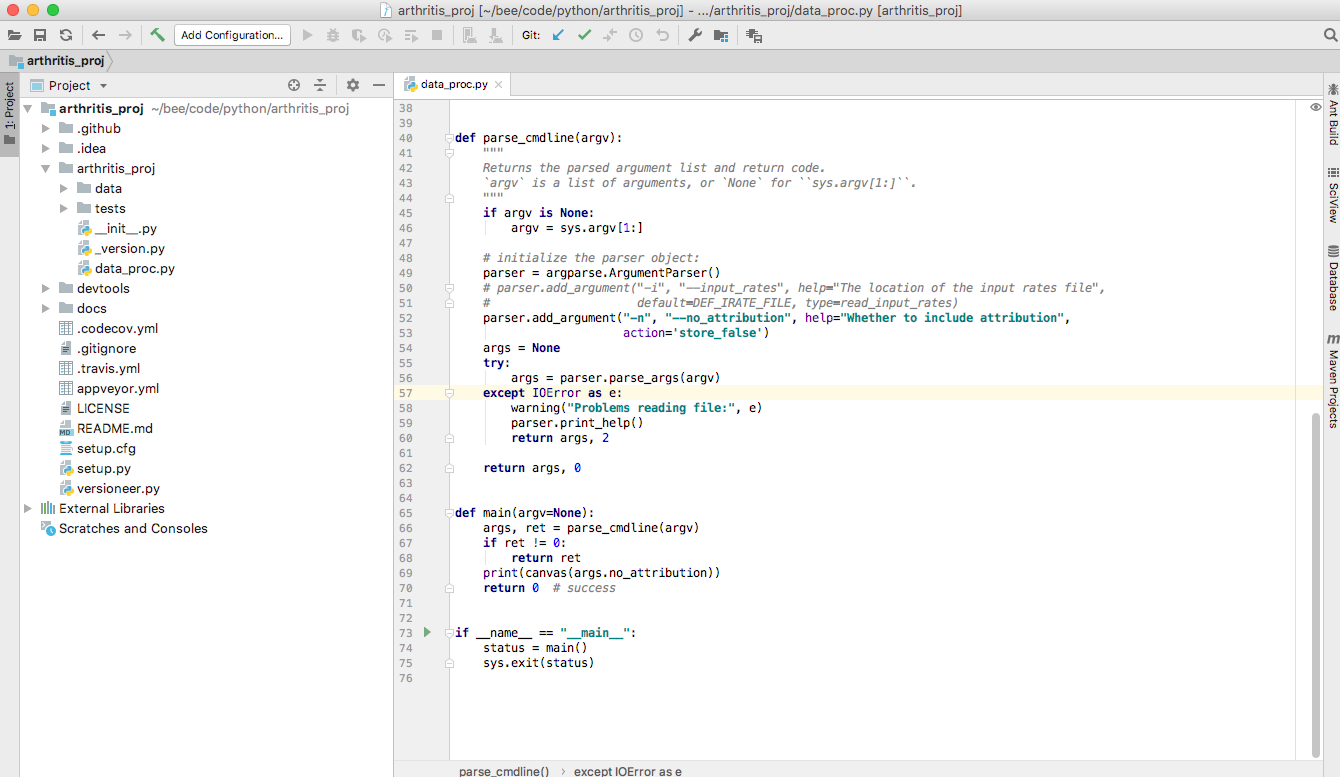 arthritis_proj [~/bee/code/python/arthritis_proj] - .../arthritis_proj/data_proc.py [arthritis_proj]
Add Configuration...
Git:
arthritis_proj
1: Project
Project
arthritis_proj ~/bee/code/python/arthritis_proj
.github
.idea
arthritis_proj
data
tests
__init__.py
_version.py
data_proc.py
devtools
docs
.codecov.yml
.gitignore
.travis.yml
appveyor.yml
LICENSE
MD
README.md
setup.cfg
setup.py
versioneer.py
External Libraries
Scratches and Consoles
data_proc.py
38
39
40 def parse_cmdline(argv):
41 """
42 Returns the parsed argument list and return code.
43 `argv` is a list of arguments, or `None` for ``sys.argv[1:]``.
44 """
45 if argv is None:
46 argv = sys.argv[1:]
47
48 # initialize the parser object:
49 parser = argparse.ArgumentParser()
50 # parser.add_argument("-i", "--input_rates", help="The location of the input rates file",
51 # default=DEF_IRATE_FILE, type=read_input_rates)
52 parser.add_argument("-n", "--no_attribution", help="Whether to include attribution",
53 action='store_false')
54 args = None
55 try:
56 args = parser.parse_args(argv)
57 except IOError as e:
58 warning("Problems reading file:", e)
59 parser.print_help()
60 return args, 2
61
62 return args, 0
63
64
65 def main(argv=None):
66 args, ret = parse_cmdline(argv)
67 if ret != 0:
68 return ret
69 print(canvas(args.no_attribution))
70 return 0 # success
71
72
73 if __name__ == "__main__":
74 status = main()
75 sys.exit(status)
76
parse_cmdline() › except IOError as e
Ant Build
SciView
Database
m
Maven Projects